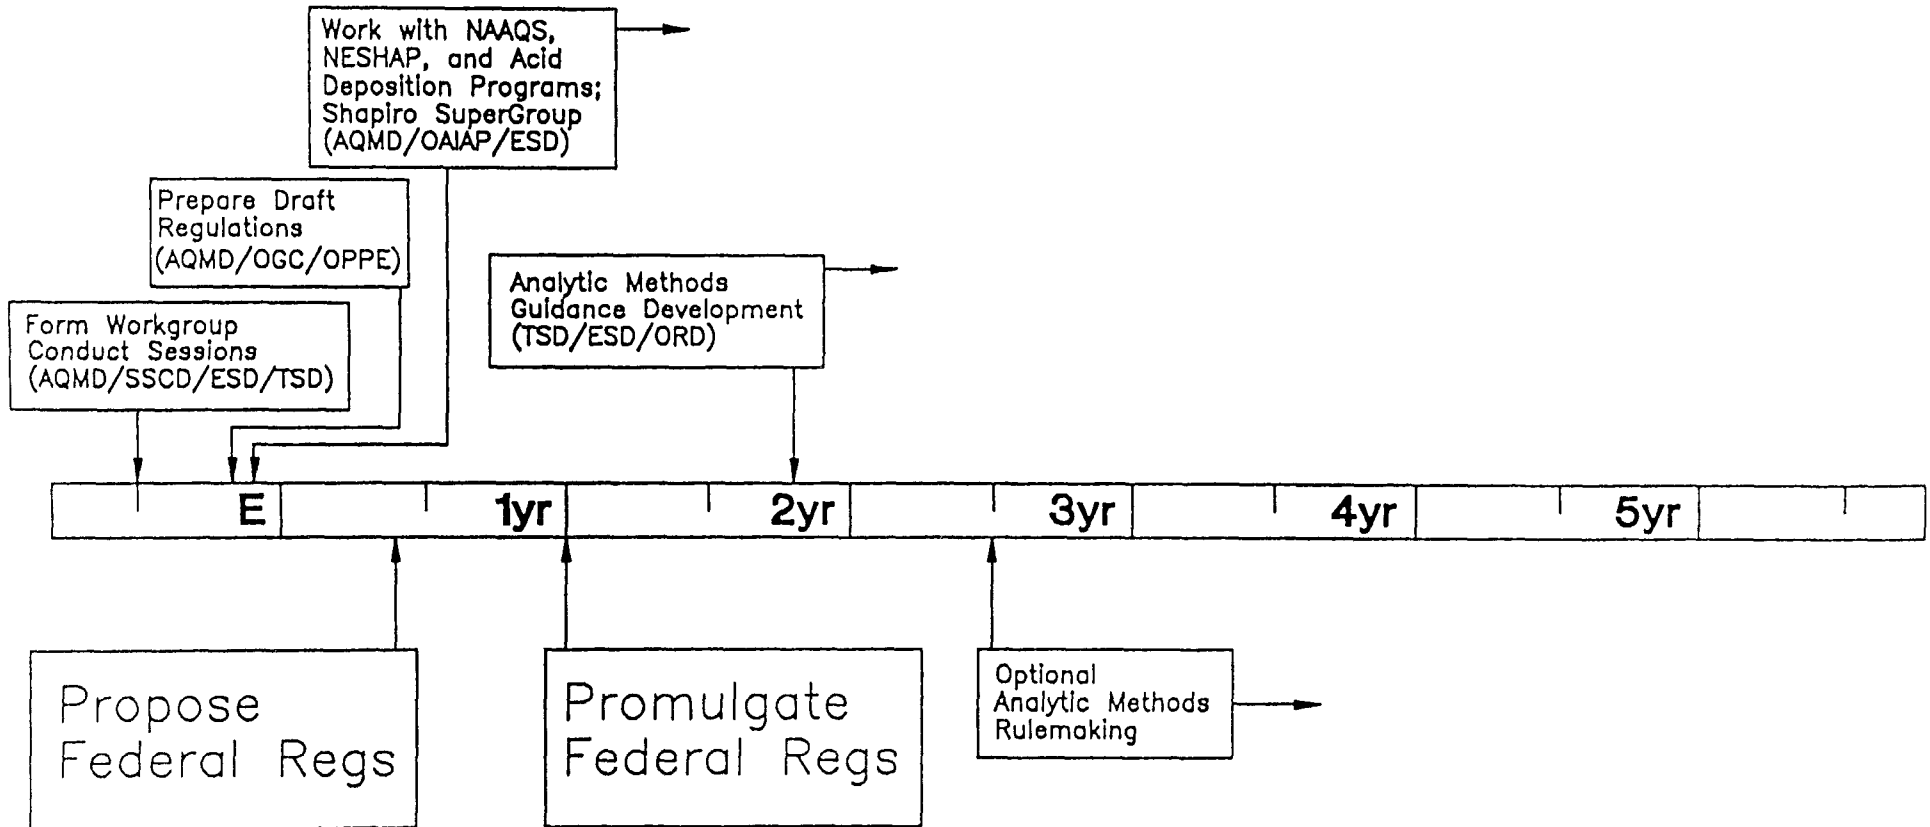 Work with NAAQS,
NESHAP, and Acid
Deposition Programs;
Shapiro SuperGroup
(AQMD/OAIAP/ESD)
Prepare Draft
Regulations
(AQMD/OGC/OPPE)
Form Workgroup
Conduct Sessions
(AQMD/SSCD/ESD/TSD)
Analytic Methods
Guidance Development
(TSD/ESD/ORD)
E 1yr 2yr 3yr 4yr 5yr
Propose
Federal Regs
Promulgate
Federal Regs
Optional
Analytic Methods
Rulemaking